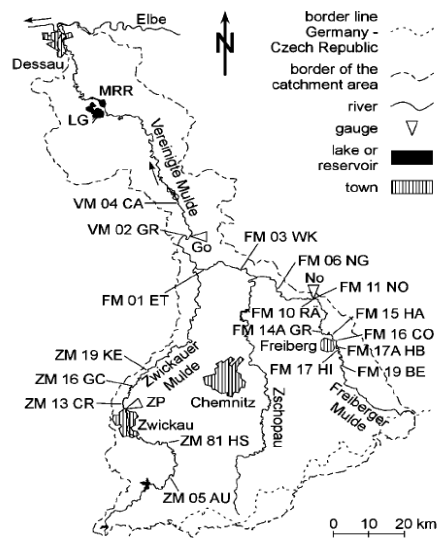 Elbe
Dessau
N
border line
Germany -
Czech Republic
border of the
catchment area
river
gauge
lake or
reservoir
town
MRR
LG
Vereinigte Mulde
VM 04 CA
VM 02 GR
Go
FM 03 WK
FM 06 NG
No
FM 11 NO
FM 01 ET
FM 10 RA
FM 15 HA
FM 14A GR
FM 16 CO
Freiberg
FM 17A HB
FM 17 HI
FM 19 BE
ZM 19 KE
Zwickauer
Mulde
ZM 16 GC
ZM 13 CR
ZP
Zwickau
Chemnitz
Zschopau
Freiberger
Mulde
ZM 81 HS
ZM 05 AU
0 10 20 km